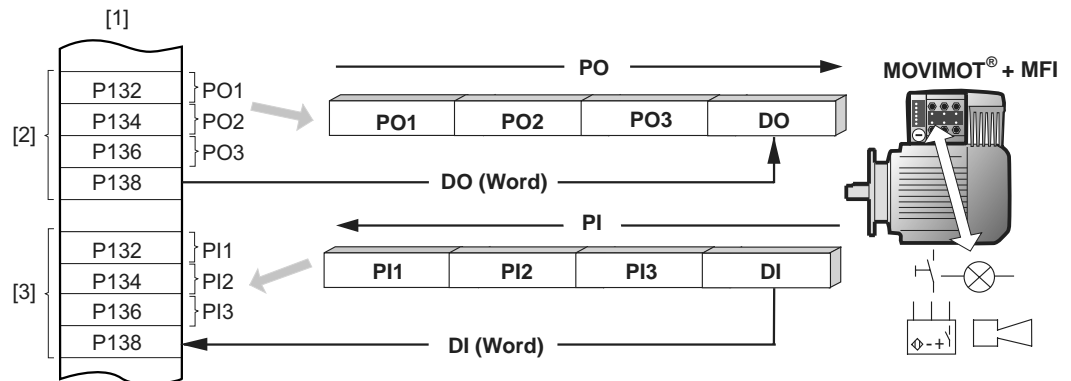 [1]
PO
MOVIMOT® + MFI
P132
PO1
P134
PO2
[2]
P136
PO3
P138
PO1
PO2
PO3
DO
DO (Word)
PI
P132
PI1
P134
PI2
[3]
P136
PI3
P138
PI1
PI2
PI3
DI
DI (Word)
- +